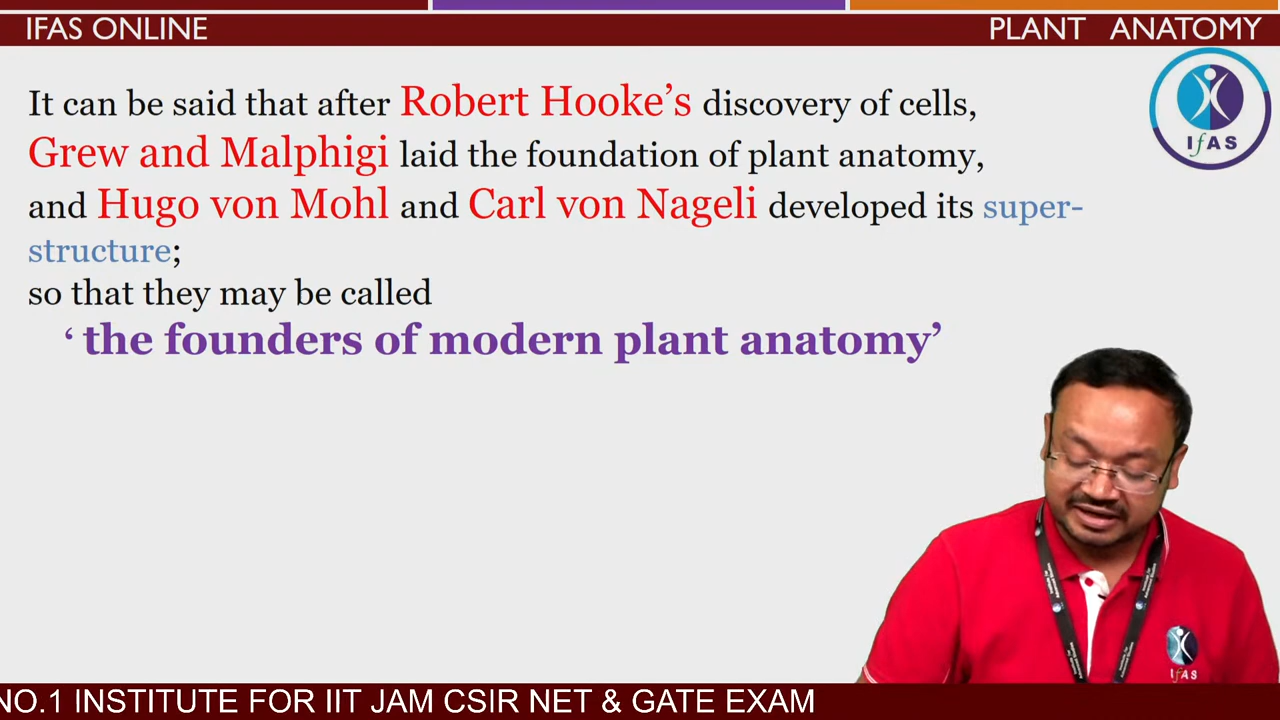 IFAS ONLINE
PLANT ANATOMY
It can be said that after Robert Hooke’s discovery of cells,
Grew and Malphigi laid the foundation of plant anatomy,
and Hugo von Mohl and Carl von Nageli developed its super-
structure;
so that they may be called
‘ the founders of modern plant anatomy’
IfAS
IfAS
NO.1 INSTITUTE FOR IIT JAM CSIR NET & GATE EXAM